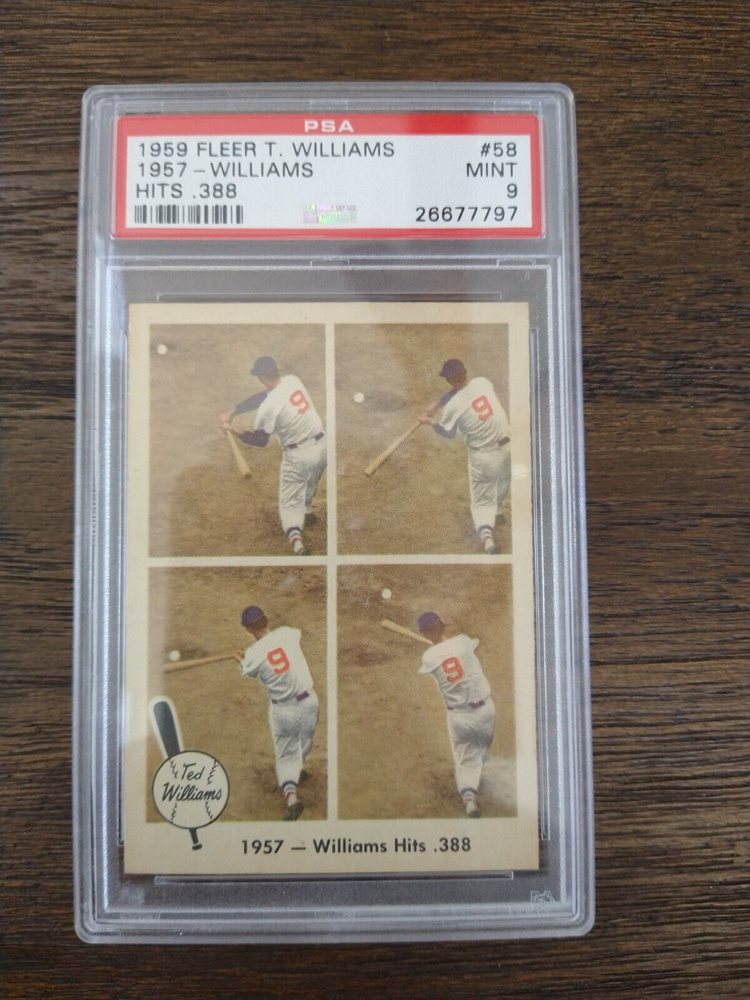 PSA
1959 FLEER T. WILLIAMS #58
1957 – WILLIAMS MINT
HITS .388 9
26677797
9
9
9
9
Ted
Williams
1957 — Williams Hits .388